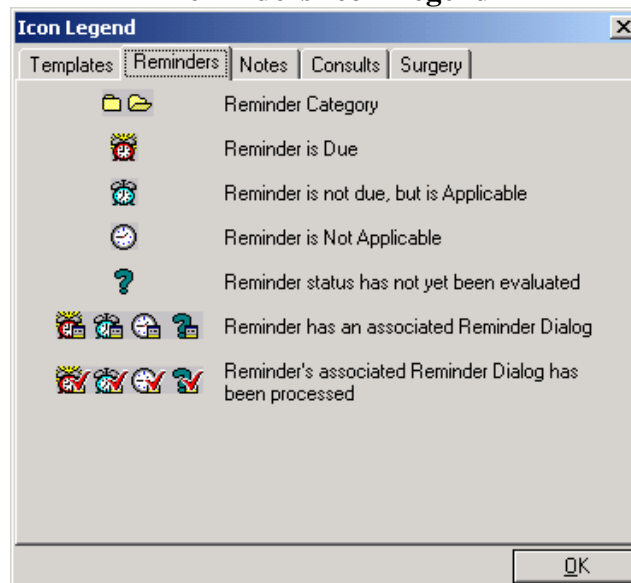 Icon Legend
Templates Reminders Notes Consults Surgery
Reminder Category
Reminder is Due
Reminder is not due, but is Applicable
Reminder is Not Applicable
Reminder status has not yet been evaluated
Reminder has an associated Reminder Dialog
Reminder's associated Reminder Dialog has
been processed
OK